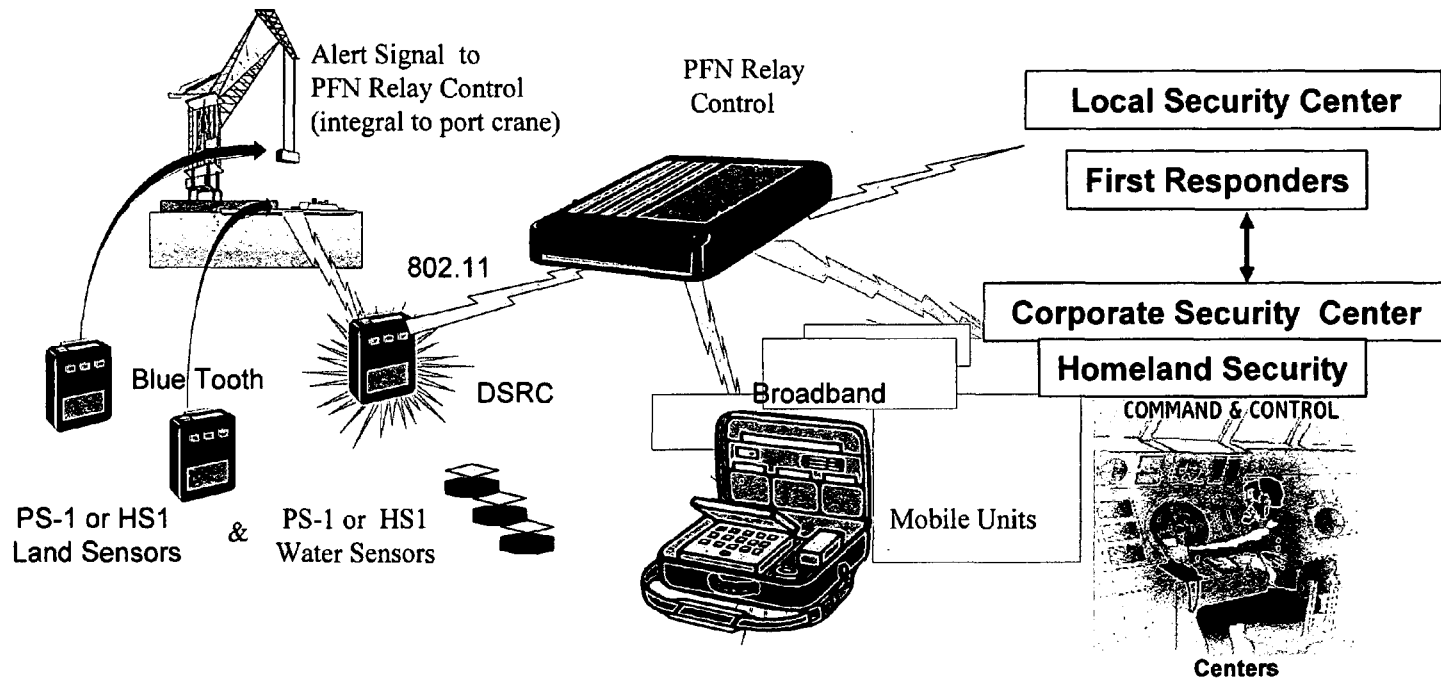 Alert Signal to
PFN Relay Control
(integral to port crane)
PFN Relay
Control
Local Security Center
First Responders
802.11
Corporate Security Center
Homeland Security
Blue Tooth
DSRC
Broadband
COMMAND & CONTROL
PS-1 or HS1
Land Sensors
&
PS-1 or HS1
Water Sensors
Mobile Units
Centers